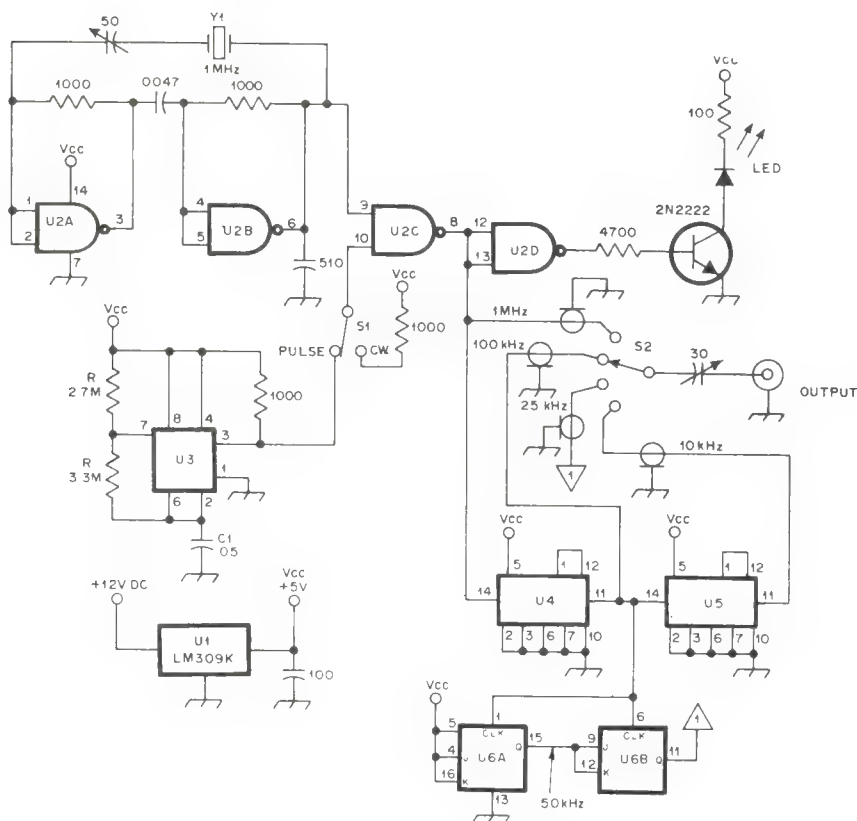 50
Y1
1MHz
1000
0047
1000
Vcc
14
1
2
U2A
3
7
4
5
U2B
6
510
9
10
U2C
8
12
13
U2D
4700
2N2222
Vcc
100
LED
Vcc
1000
S1
PULSE
CW
Vcc
R
2.7M
R
3.3M
7
8
4
3
1
U3
6
2
1000
C1
05
1MHz
100kHz
25 kHz
1
10kHz
S2
30
OUTPUT
+12V DC
U1
LM309K
Vcc
+5V
100
Vcc
5
1
12
14
U4
11
2
3
6
7
10
Vcc
5
1
12
14
U5
11
2
3
6
7
10
Vcc
5
4
16
1
CLK
J
K
U6A
Q
15
13
50kHz
9
12
6
CLK
J
K
U6B
Q
11
1